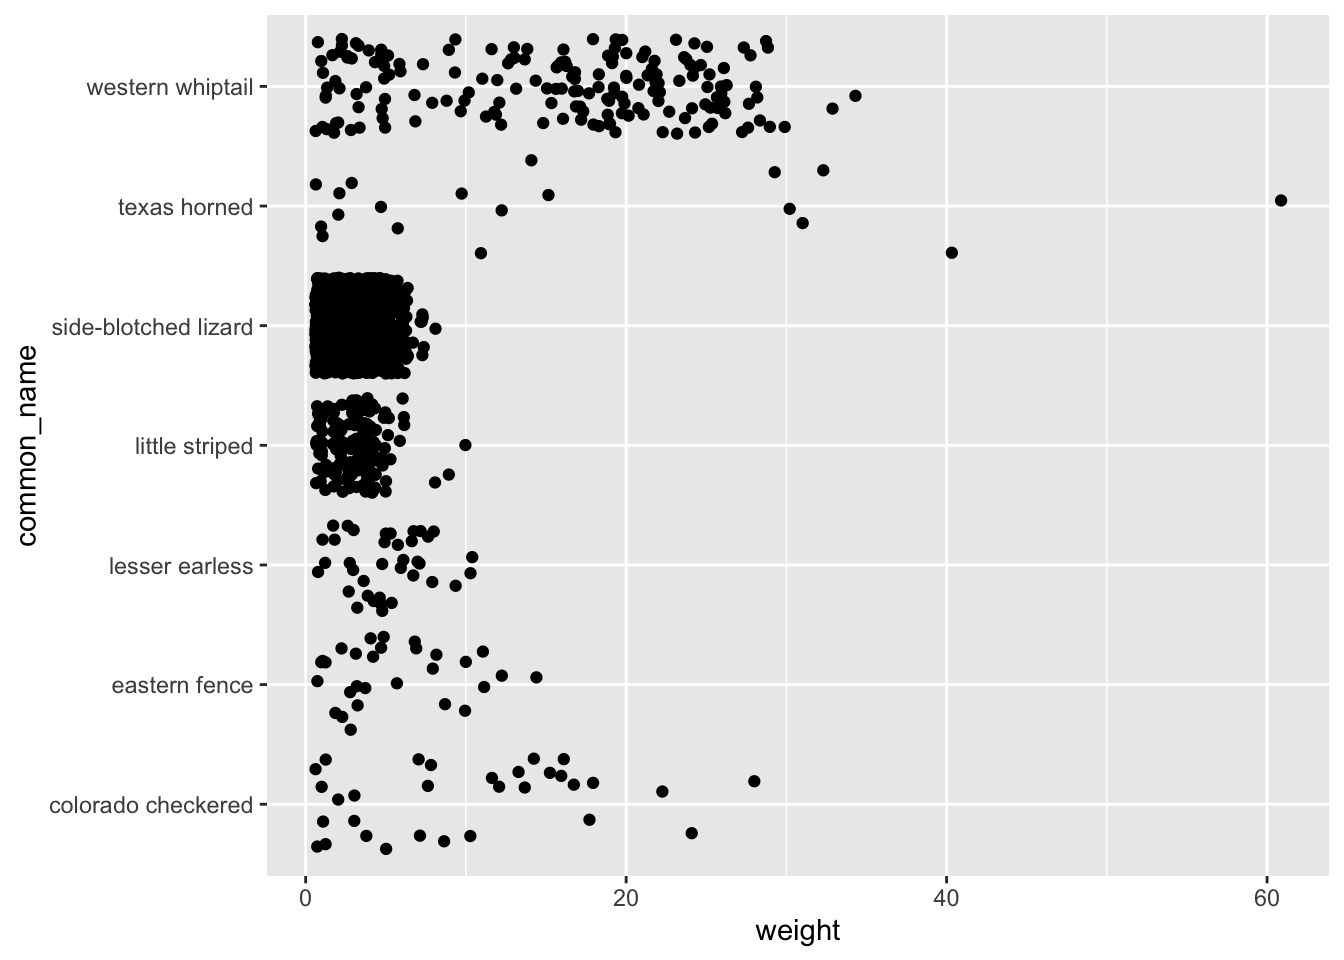 common_name
western whiptail
texas horned
side-blotched lizard
little striped
lesser earless
eastern fence
colorado checkered
0 20 40 60
weight